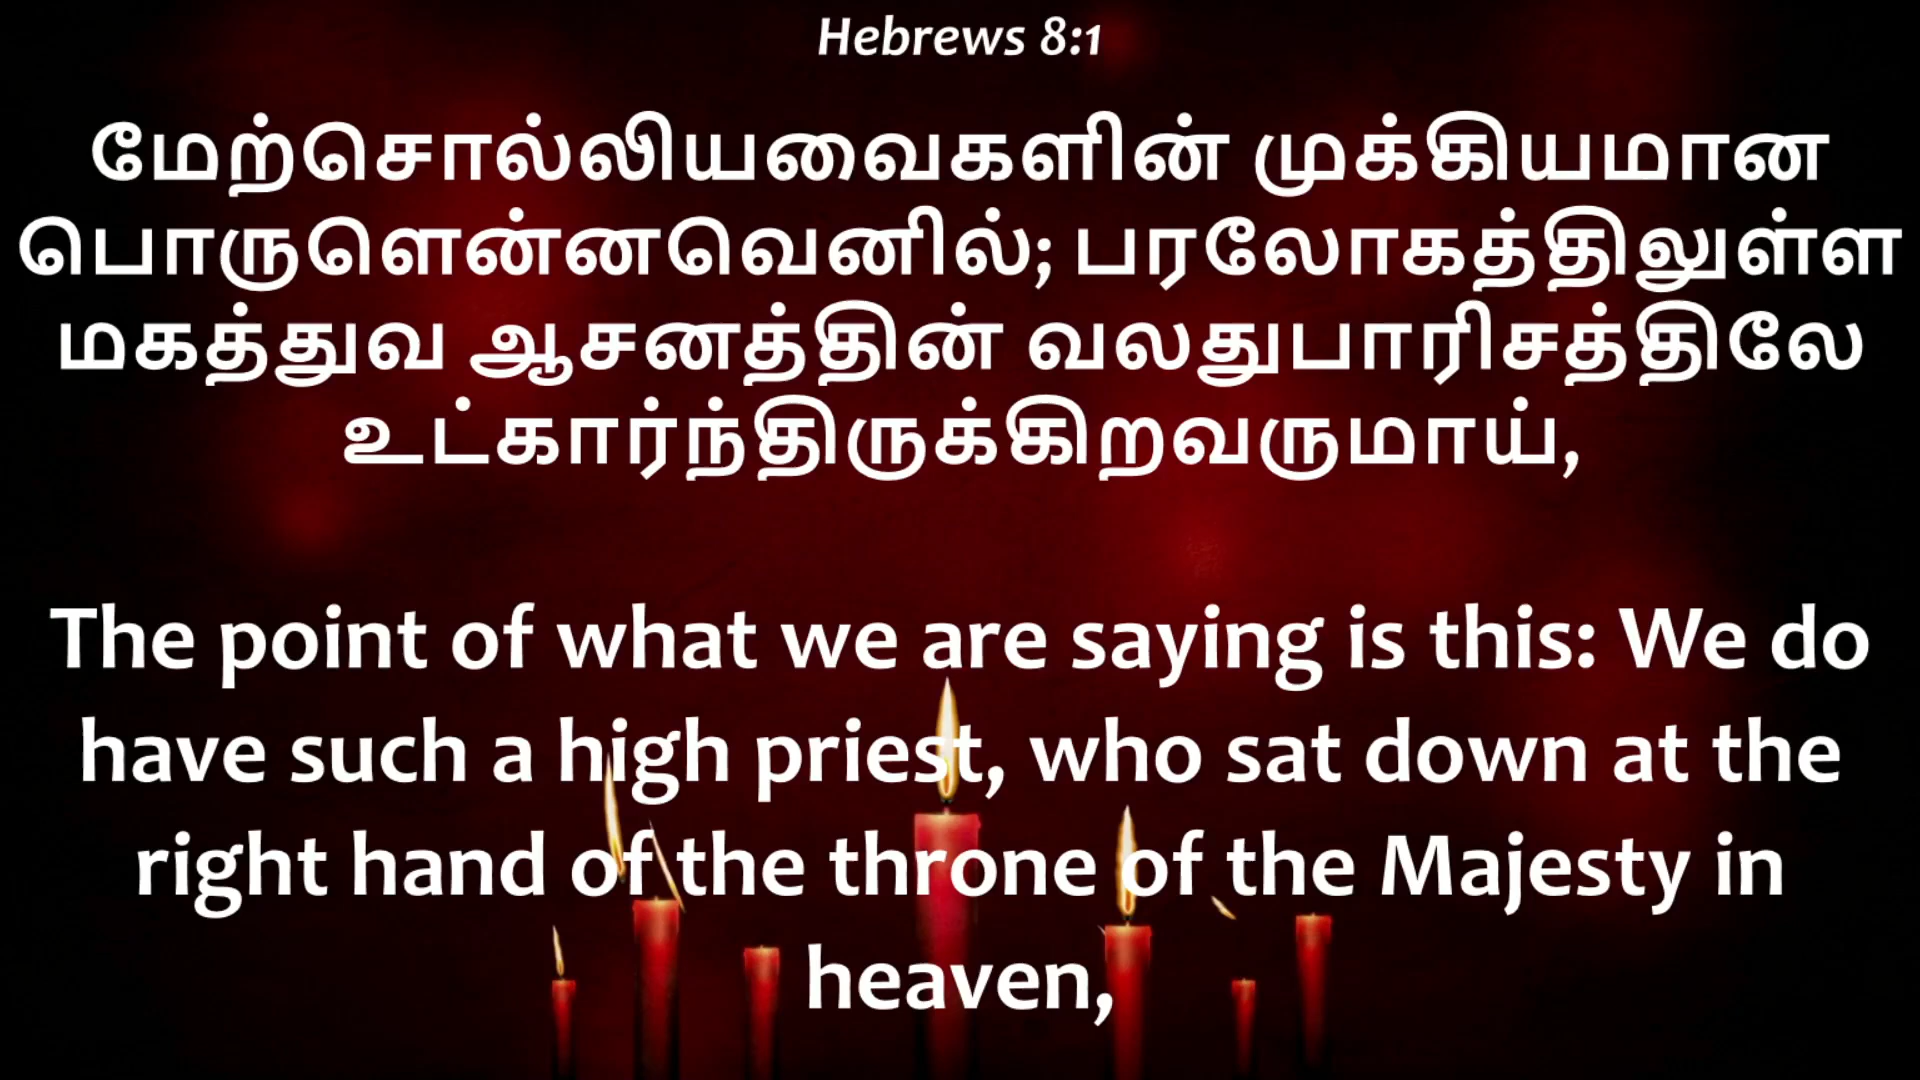 Hebrews 8:1
மேற்சொல்லியவைகளின் முக்கியமான
பொருளென்னவெனில்; பரலோகத்திலுள்ள
மகத்துவ ஆசனத்தின் வலதுபாரிசத்திலே
உட்கார்ந்திருக்கிறவருமாய்,
The point of what we are saying is this: We do
have such a high priest, who sat down at the
right hand of the throne of the Majesty in
heaven,